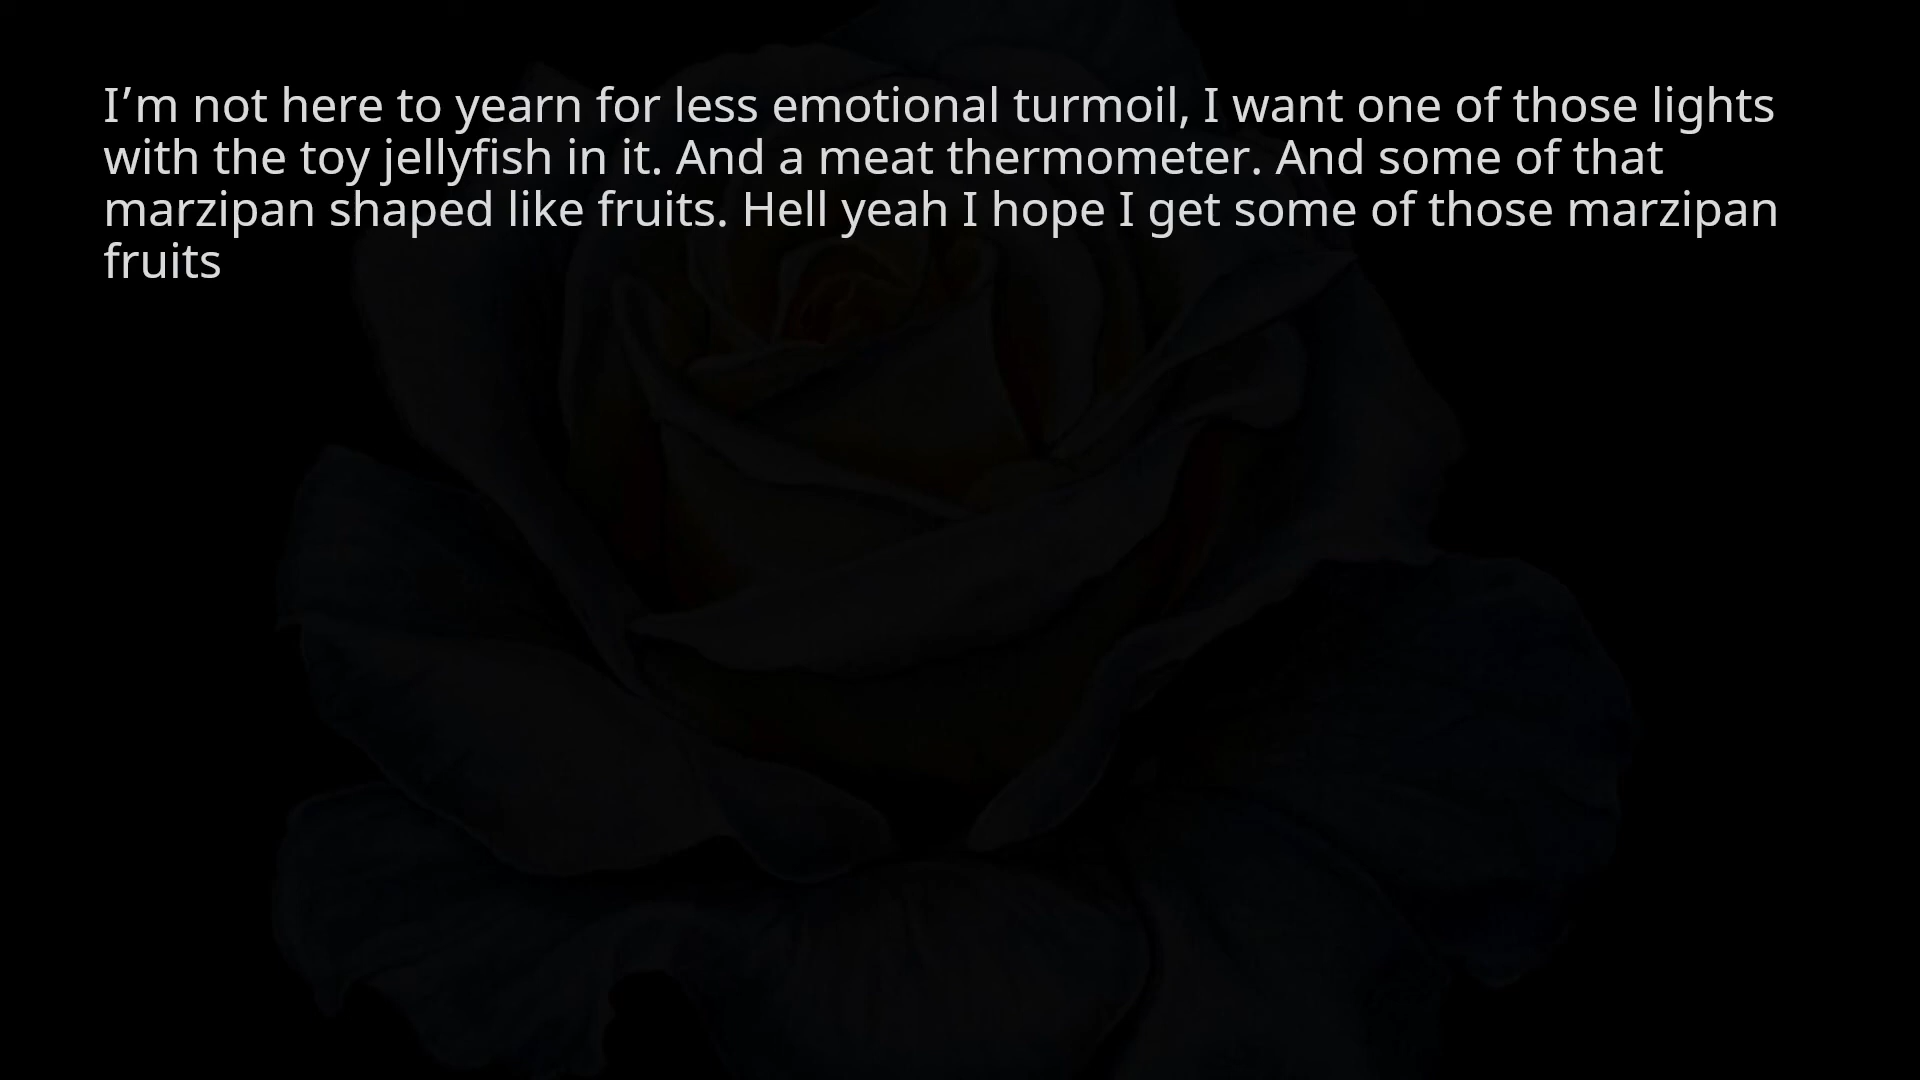 I’m not here to yearn for less emotional turmoil, I want one of those lights
with the toy jellyfish in it. And a meat thermometer. And some of that
marzipan shaped like fruits. Hell yeah I hope I get some of those marzipan
fruits